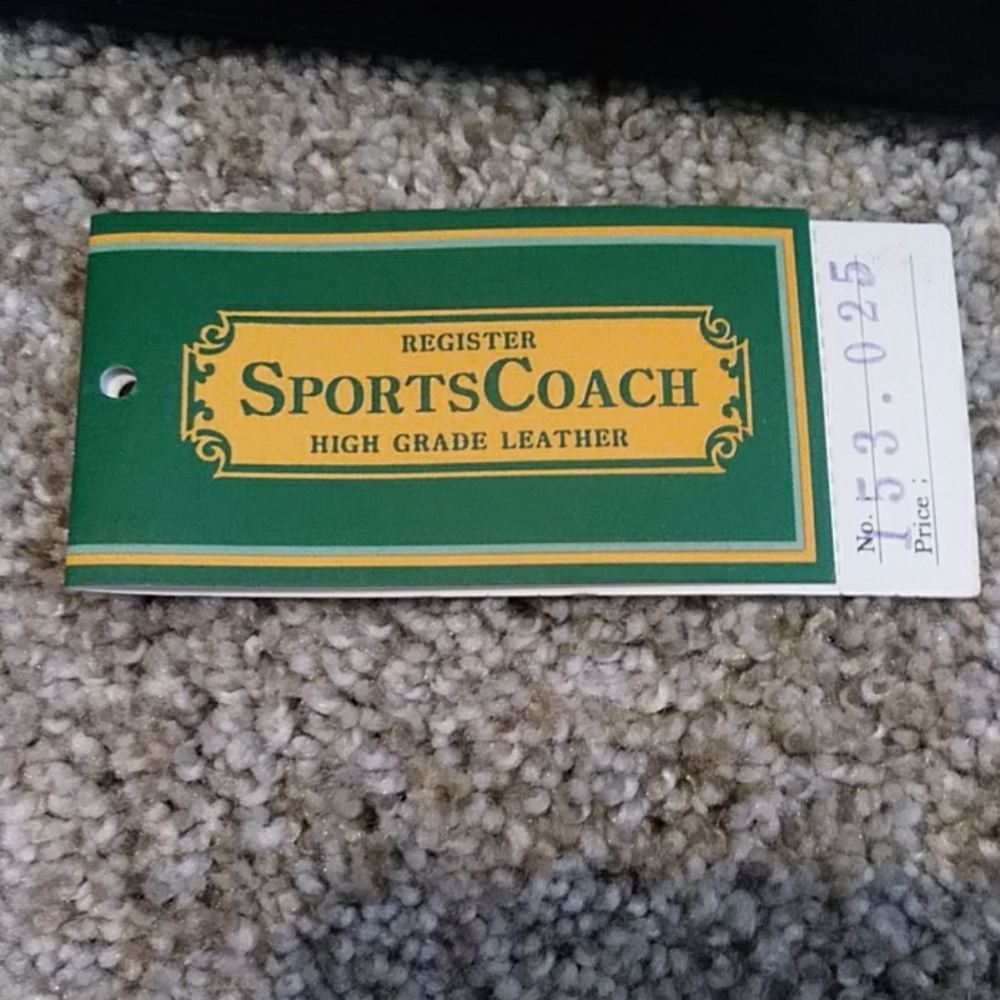 REGISTER
SPORTSCOACH
HIGH GRADE LEATHER
No. 153.025
Price :